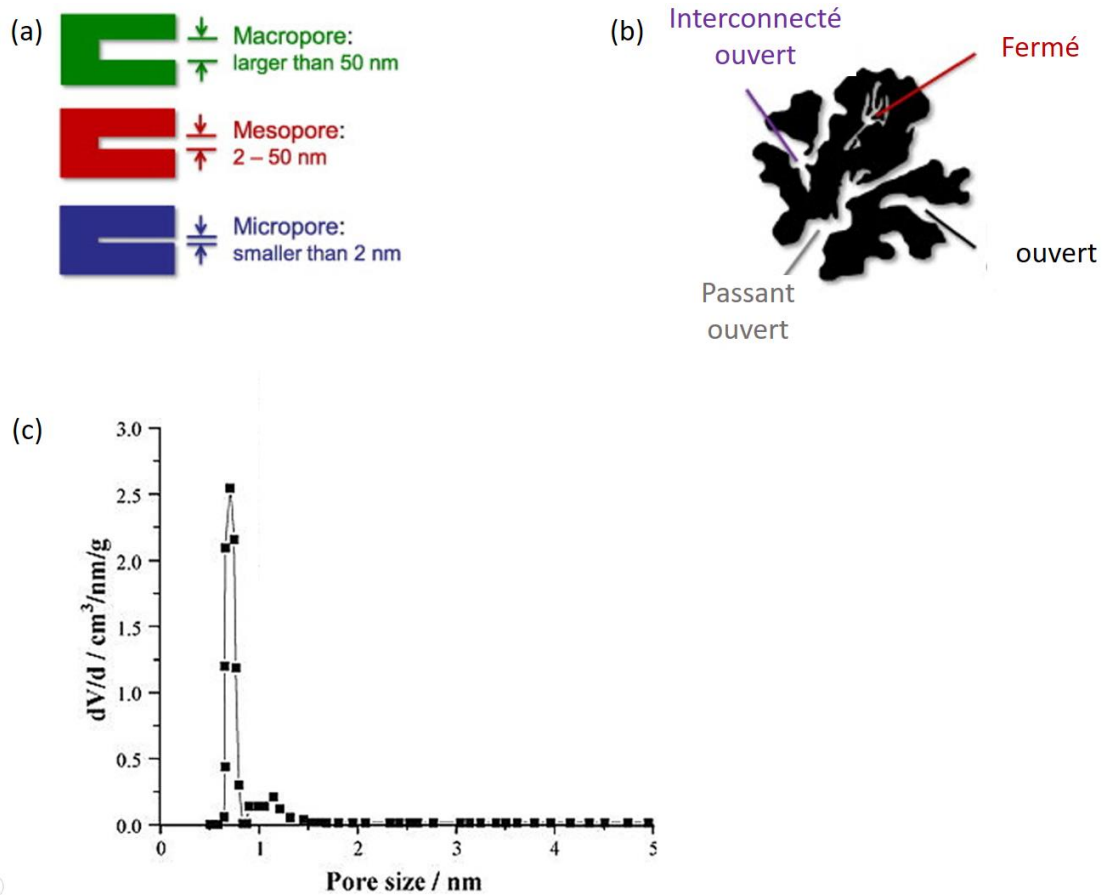 (a)
Macropore:
larger than 50 nm
Mesopore:
2 – 50 nm
Micropore:
smaller than 2 nm
(b)
Interconnecté
ouvert
Fermé
ouvert
Passant
ouvert
(c)
3.0
2.5
2.0
1.5
1.0
0.5
0.0
dV/d / cm³/nm/g
0 1 2 3 4 5
Pore size / nm